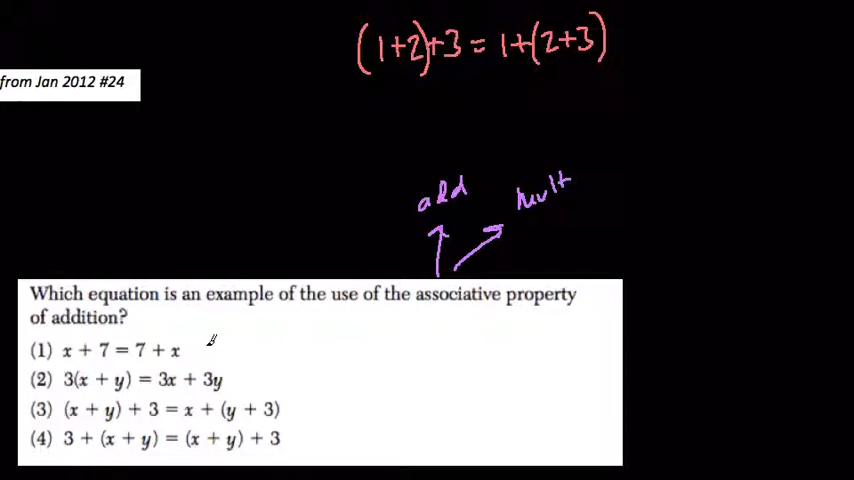 (1+2)+3 = 1+(2+3)
from Jan 2012 #24
add
mult
Which equation is an example of the use of the associative property
of addition?
(1) x + 7 = 7 + x
(2) 3(x + y) = 3x + 3y
(3) (x + y) + 3 = x + (y + 3)
(4) 3 + (x + y) = (x + y) + 3